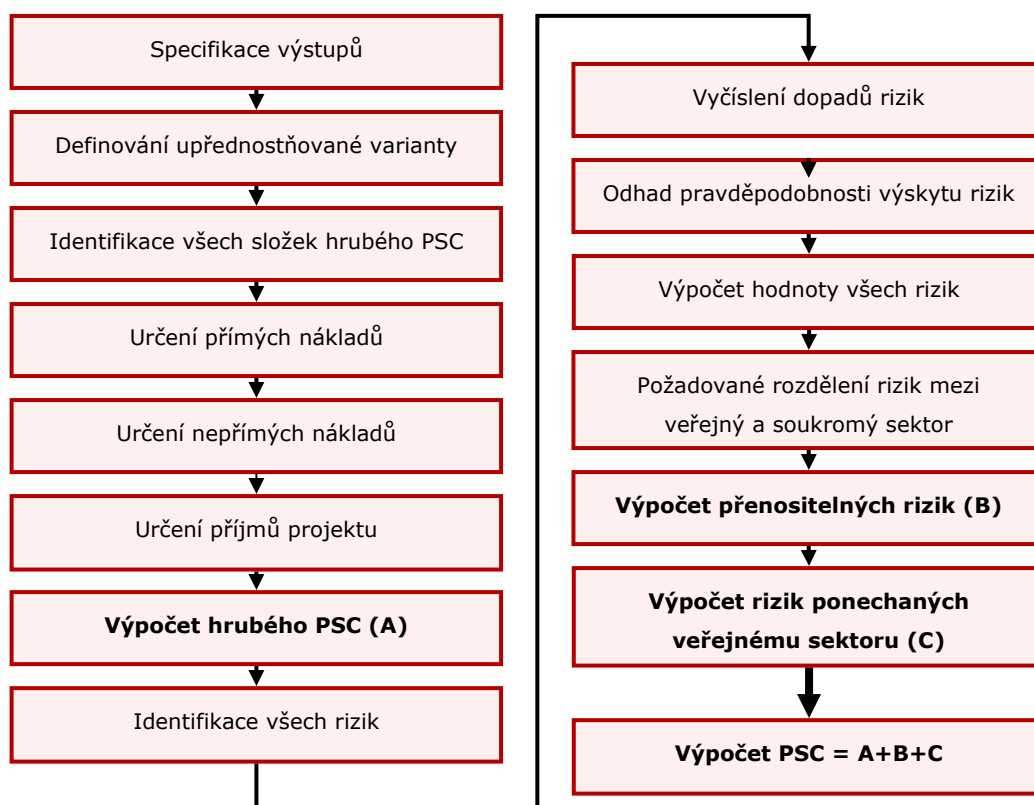 Specifikace výstupů
Definování upřednostňované varianty
Identifikace všech složek hrubého PSC
Určení přímých nákladů
Určení nepřímých nákladů
Určení příjmů projektu
Výpočet hrubého PSC (A)
Identifikace všech rizik
Vyčíslení dopadů rizik
Odhad pravděpodobnosti výskytu rizik
Výpočet hodnoty všech rizik
Požadované rozdělení rizik mezi
veřejný a soukromý sektor
Výpočet přenositelných rizik (B)
Výpočet rizik ponechaných
veřejnému sektoru (C)
Výpočet PSC = A+B+C